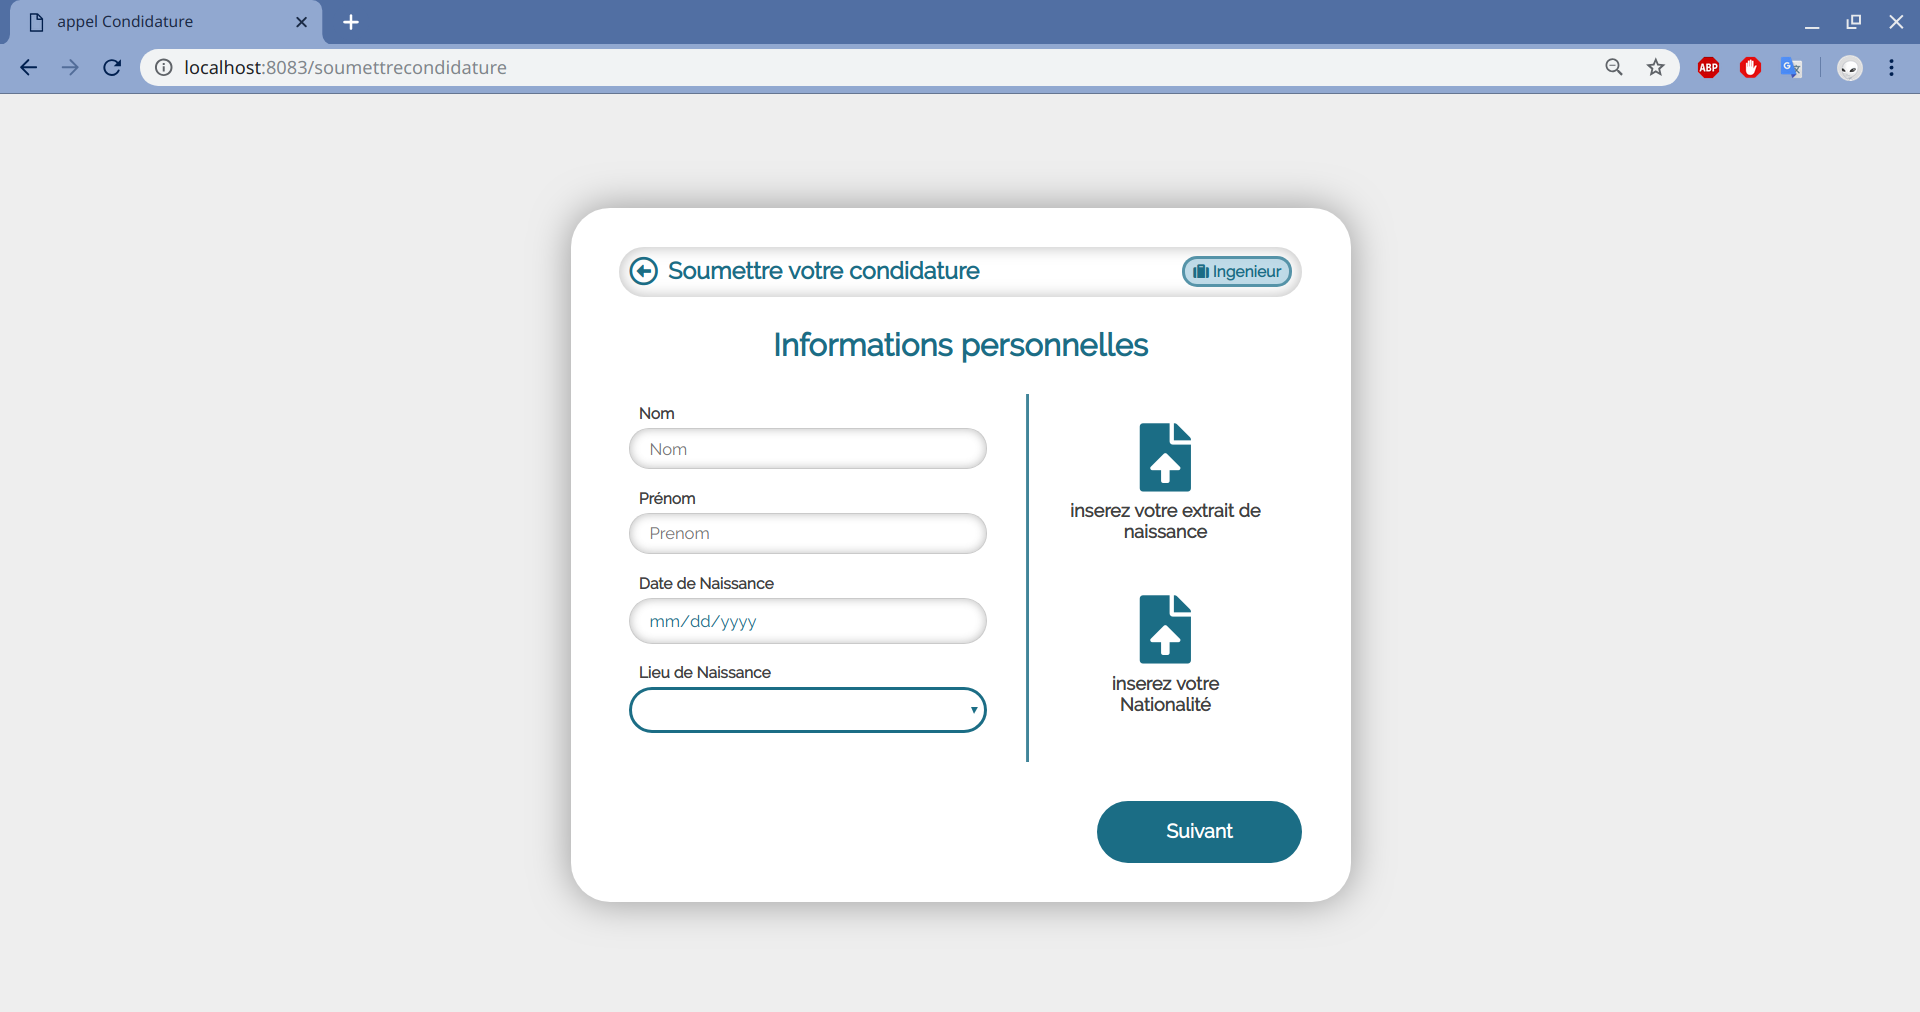 appel Condidature
localhost:8083/soumettrecondidature
ABP
G
Soumettre votre condidature
Ingenieur
Informations personnelles
Nom
Nom
Prénom
Prenom
Date de Naissance
mm/dd/yyyy
Lieu de Naissance
inserez votre extrait de
naissance
inserez votre
Nationalité
Suivant